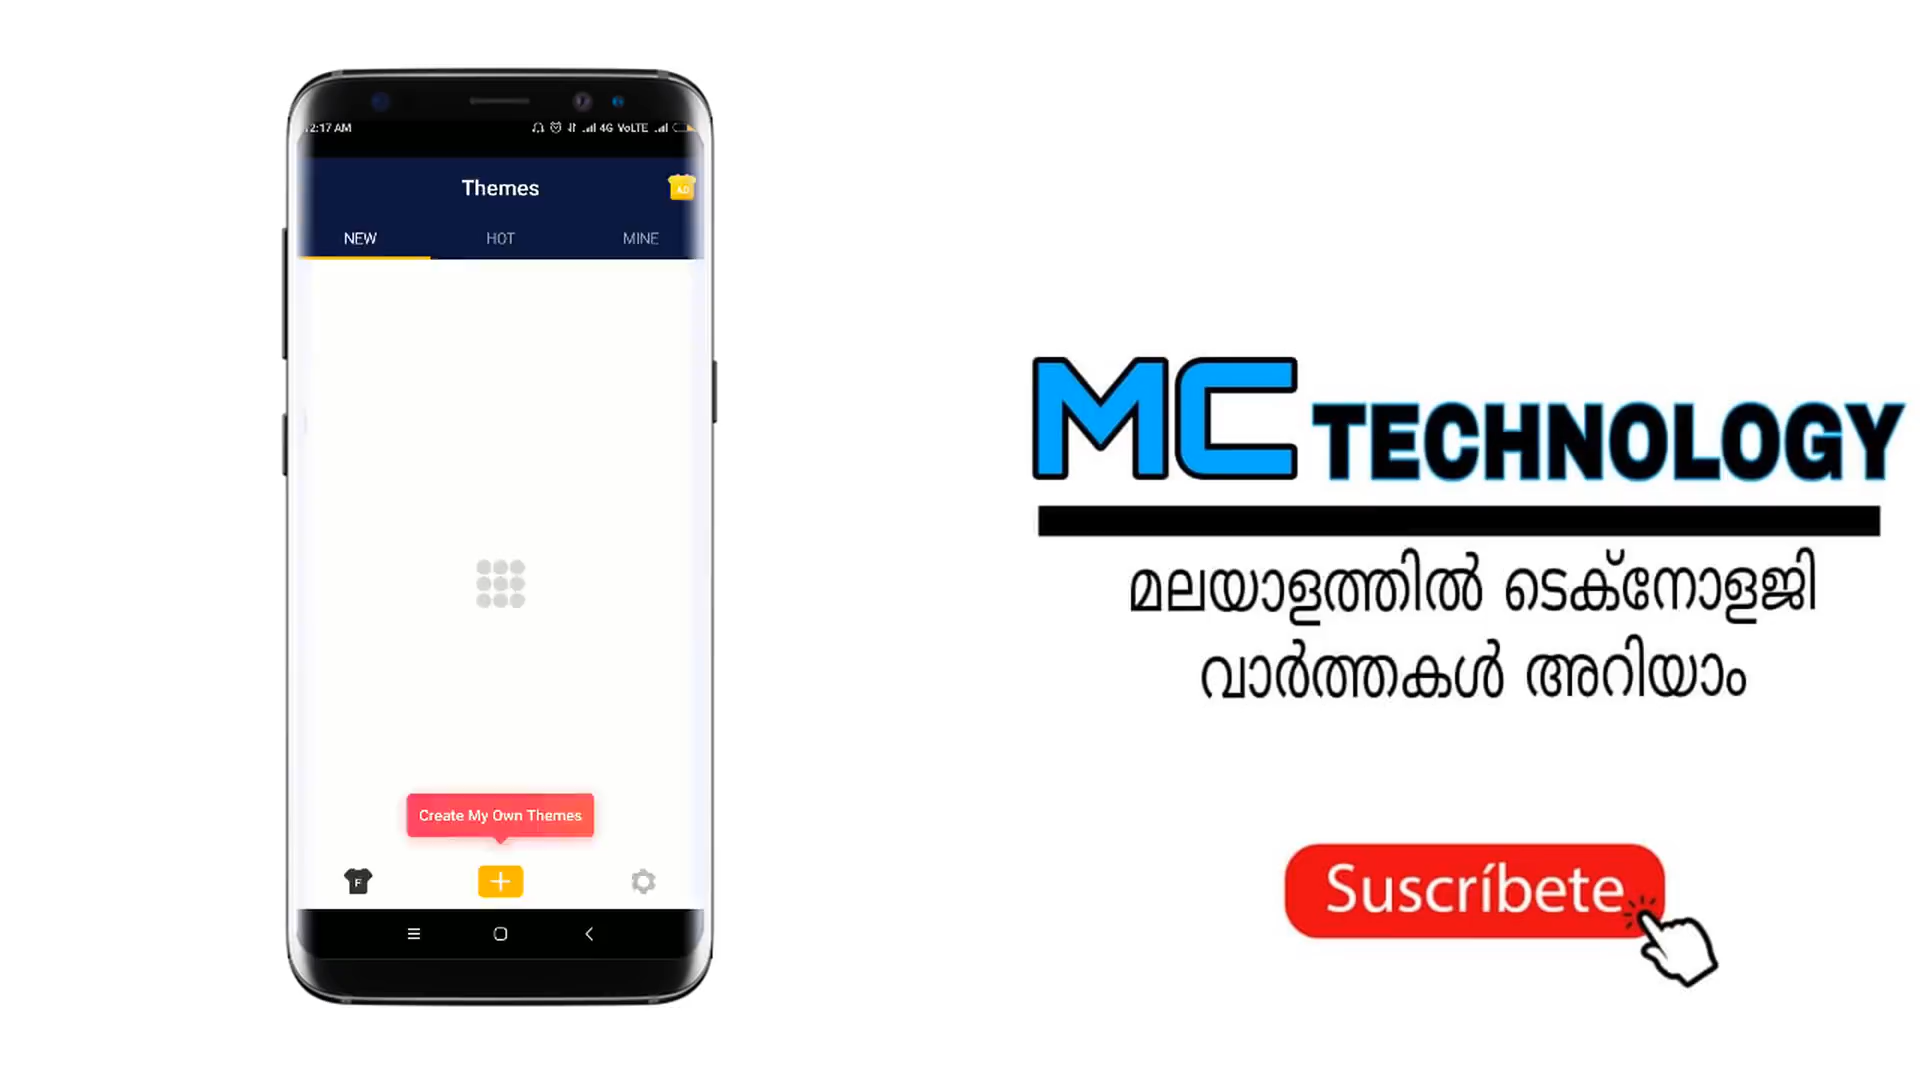 2:17 AM
4G VoLTE
Themes
AD
NEW HOT MINE
Create My Own Themes
F
MC TECHNOLOGY
മലയാളത്തിൽ ടെക്നോളജി
വാർത്തകൾ അറിയാം
Suscríbete